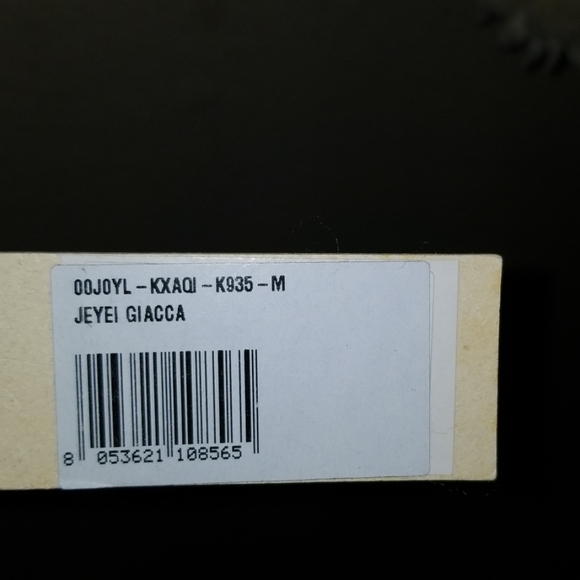 00J0YL-KXAQI-K935-M
JEYEI GIACCA
8 053621 108565